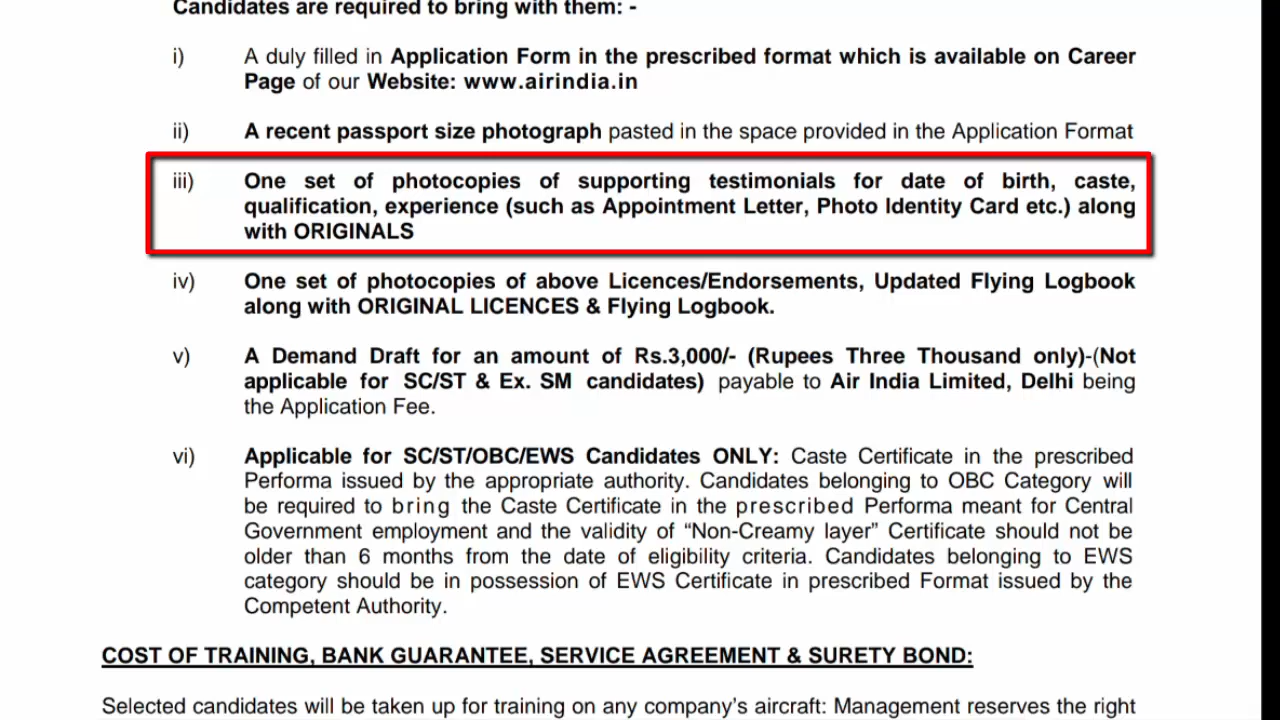 Candidates are required to bring with them: -
i) A duly filled in Application Form in the prescribed format which is available on Career
Page of our Website: www.airindia.in
ii) A recent passport size photograph pasted in the space provided in the Application Format
iii) One set of photocopies of supporting testimonials for date of birth, caste,
qualification, experience (such as Appointment Letter, Photo Identity Card etc.) along
with ORIGINALS
iv) One set of photocopies of above Licences/Endorsements, Updated Flying Logbook
along with ORIGINAL LICENCES & Flying Logbook.
v) A Demand Draft for an amount of Rs.3,000/- (Rupees Three Thousand only)-(Not
applicable for SC/ST & Ex. SM candidates) payable to Air India Limited, Delhi being
the Application Fee.
vi) Applicable for SC/ST/OBC/EWS Candidates ONLY: Caste Certificate in the prescribed
Performa issued by the appropriate authority. Candidates belonging to OBC Category will
be required to bring the Caste Certificate in the prescribed Performa meant for Central
Government employment and the validity of “Non-Creamy layer” Certificate should not be
older than 6 months from the date of eligibility criteria. Candidates belonging to EWS
category should be in possession of EWS Certificate in prescribed Format issued by the
Competent Authority.
COST OF TRAINING, BANK GUARANTEE, SERVICE AGREEMENT & SURETY BOND:
Selected candidates will be taken up for training on any company’s aircraft: Management reserves the right